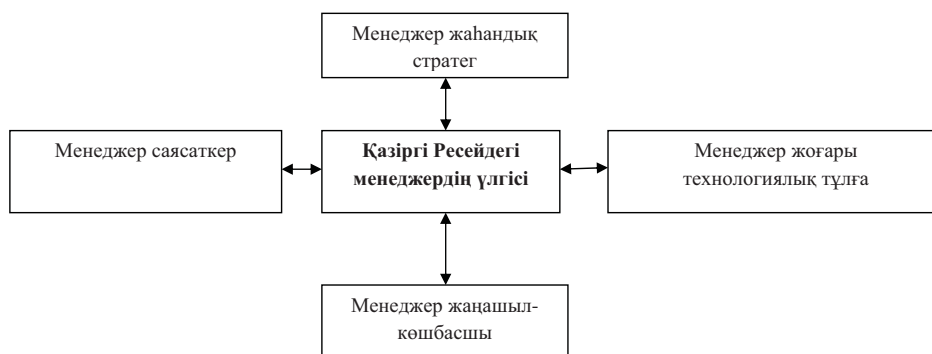 Менеджер жаһандық
стратег
Менеджер саясаткер
Қазіргі Ресейдегі
менеджердің үлгісі
Менеджер жоғары
технологиялық тұлға
Менеджер жаңашыл-
көшбасшы